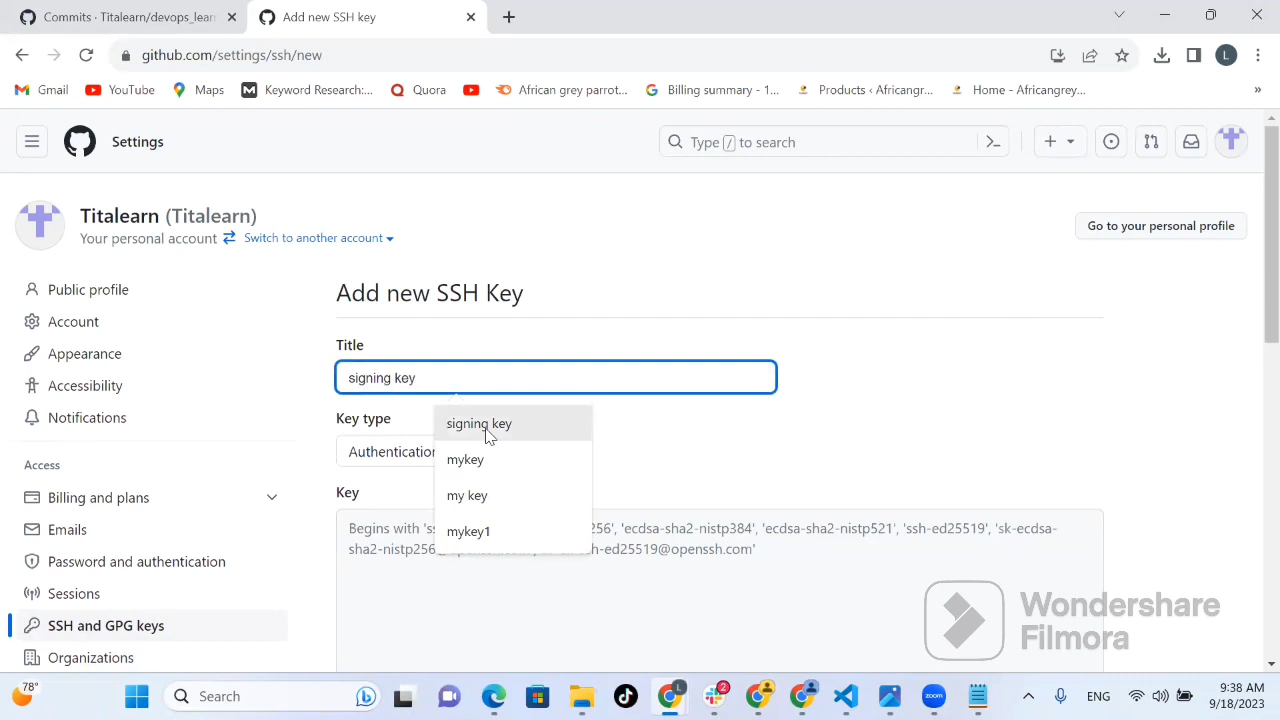 Commits · Titalearn/devops_lear
Add new SSH key
github.com/settings/ssh/new
L
Gmail
YouTube
Maps
Keyword Research:...
Quora
African grey parrot...
Billing summary - 1...
Products ‹ Africangr...
Home - Africangrey...
»
Settings
Type / to search
Titalearn (Titalearn)
Your personal account
Switch to another account
Go to your personal profile
Public profile
Account
Appearance
Accessibility
Notifications
Access
Billing and plans
Emails
Password and authentication
Sessions
SSH and GPG keys
Organizations
Add new SSH Key
Title
signing key
Key type
Authentication
signing key
mykey
my key
mykey1
Key
Begins with 256', 'ecdsa-sha2-nistp384', 'ecdsa-sha2-nistp521', 'ssh-ed25519', 'sk-ecdsa-
sha2-nistp256 ssh-ed25519@openssh.com'
Wondershare
Filmora
78°
Search
L
2
zoom
ENG
9:38 AM
9/18/2023